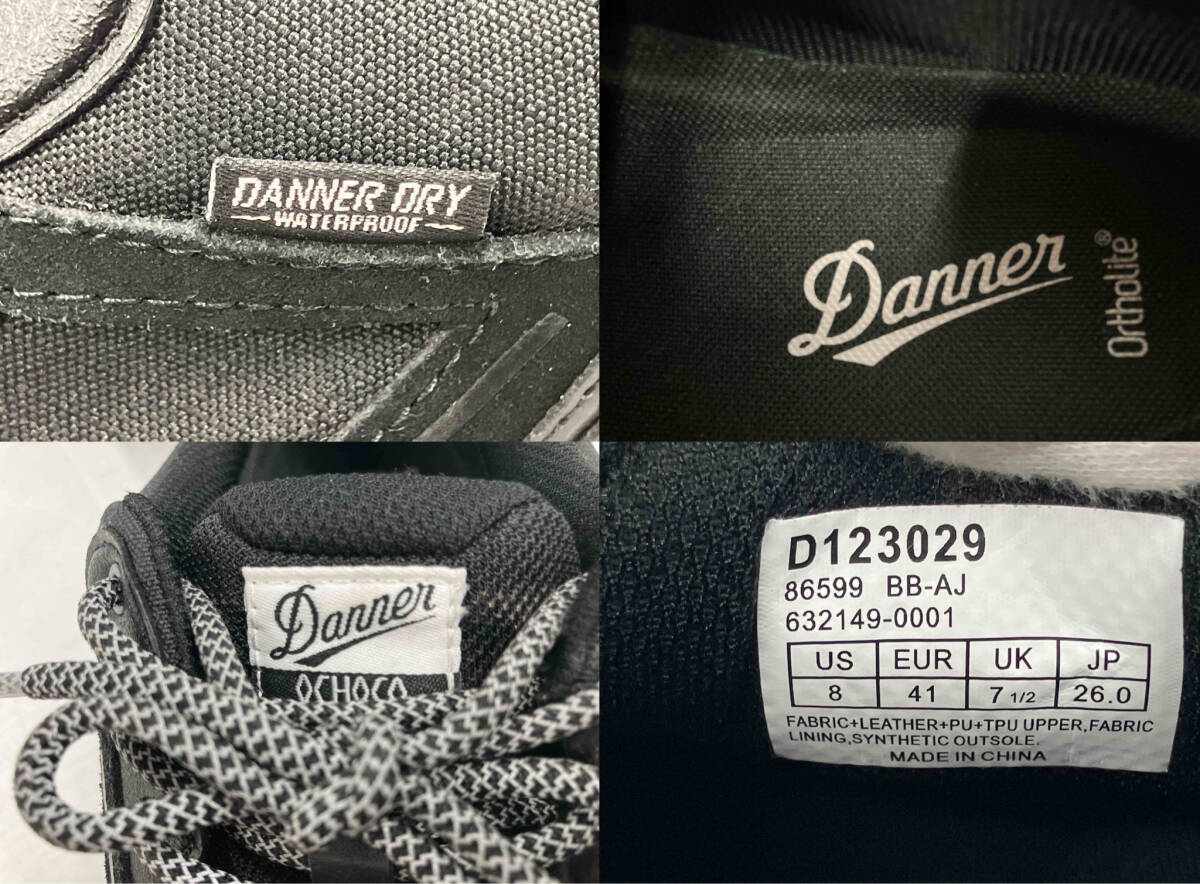 DANNER DRY
WATERPROOF
Danner
Ortholite®
Danner
OCHOCO
D123029
86599 BB-AJ
632149-0001
US EUR UK JP
8 41 7 1/2 26.0
FABRIC+LEATHER+PU+TPU UPPER,FABRIC
LINING,SYNTHETIC OUTSOLE.
MADE IN CHINA